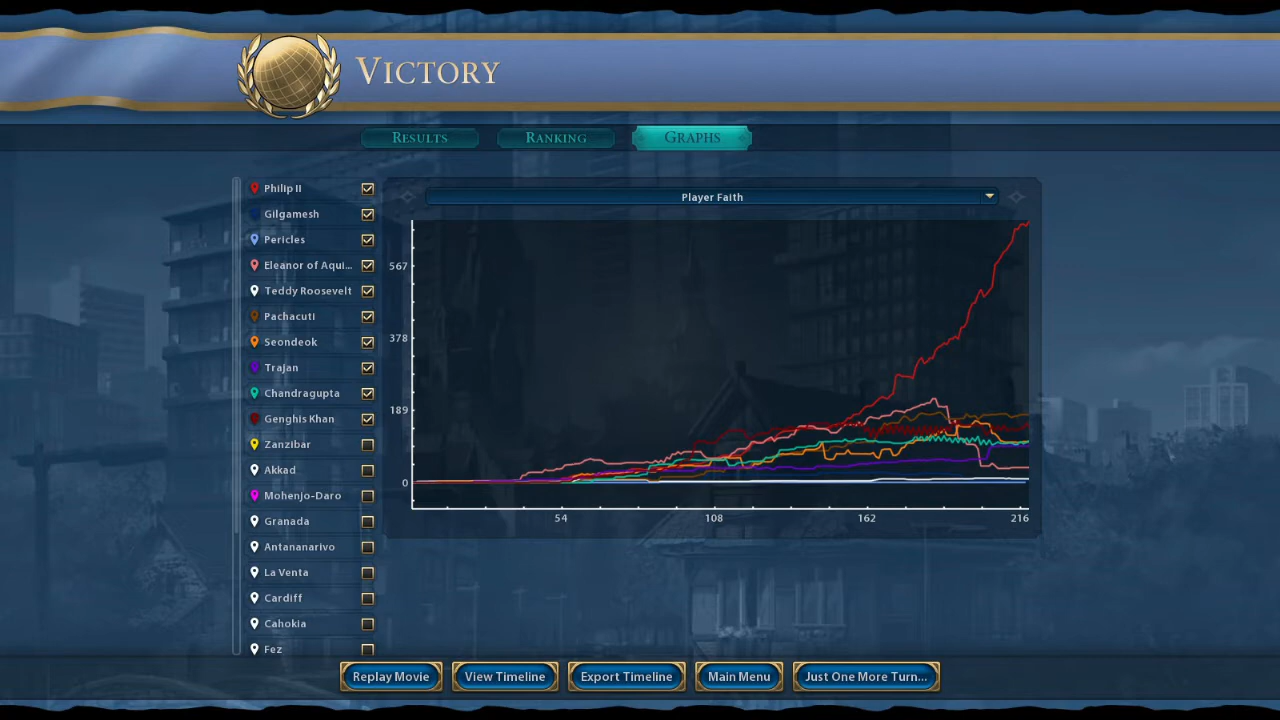 VICTORY
RESULTS
RANKING
GRAPHS
Philip II
Gilgamesh
Pericles
Eleanor of Aqui...
Teddy Roosevelt
Pachacuti
Seondeok
Trajan
Chandragupta
Genghis Khan
Zanzibar
Akkad
Mohenjo-Daro
Granada
Antananarivo
La Venta
Cardiff
Cahokia
Fez
Player Faith
567
378
189
0
54 108 162 216
Replay Movie
View Timeline
Export Timeline
Main Menu
Just One More Turn...